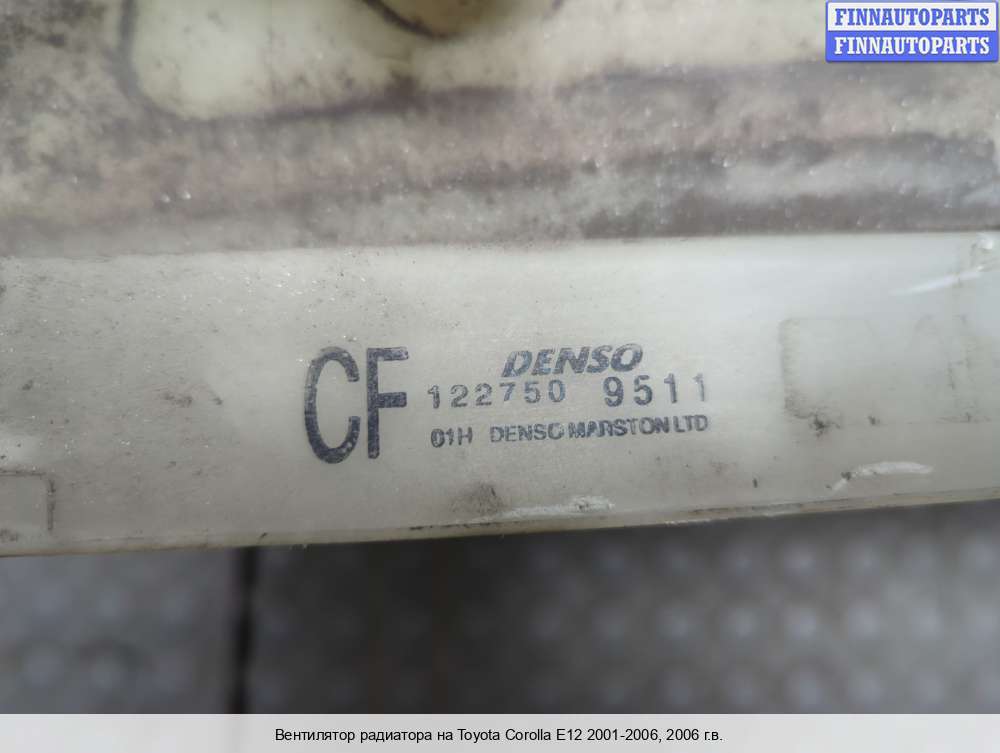 FINNAUTOPARTS
FINNAUTOPARTS
CF
DENSO
122750 9511
01H DENSO MARSTON LTD
Вентилятор радиатора на Toyota Corolla E12 2001-2006, 2006 г.в.